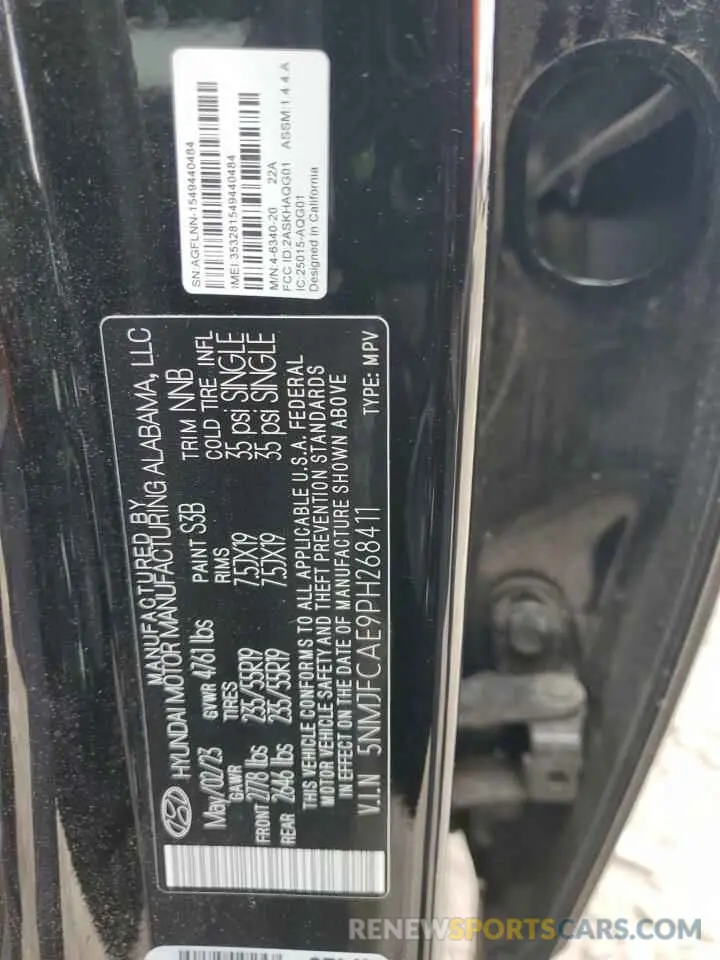 SN:AGFLNN-1549440484
IMEI 353281549440484
M/N:4-6340-20 22A
FCC ID:2ASKHAQG01 ASSM:1 4 4 A
IC:25015-AQG01
Designed in California
MANUFACTURED BY
HYUNDAI MOTOR MANUFACTURING ALABAMA, LLC
May/02/23 GVWR 4761 lbs PAINT S3B TRIM NNB
GAWR TIRES RIMS COLD TIRE INFL
FRONT 2778 lbs 235/55R19 7.5JX19 35 psi SINGLE
REAR 2646 lbs 235/55R19 7.5JX19 35 psi SINGLE
THIS VEHICLE CONFORMS TO ALL APPLICABLE U.S.A. FEDERAL
MOTOR VEHICLE SAFETY AND THEFT PREVENTION STANDARDS
IN EFFECT ON THE DATE OF MANUFACTURE SHOWN ABOVE
V.I.N 5NMJFCAE9PH268411 TYPE: MPV
RENEWSPORTSCARS.COM